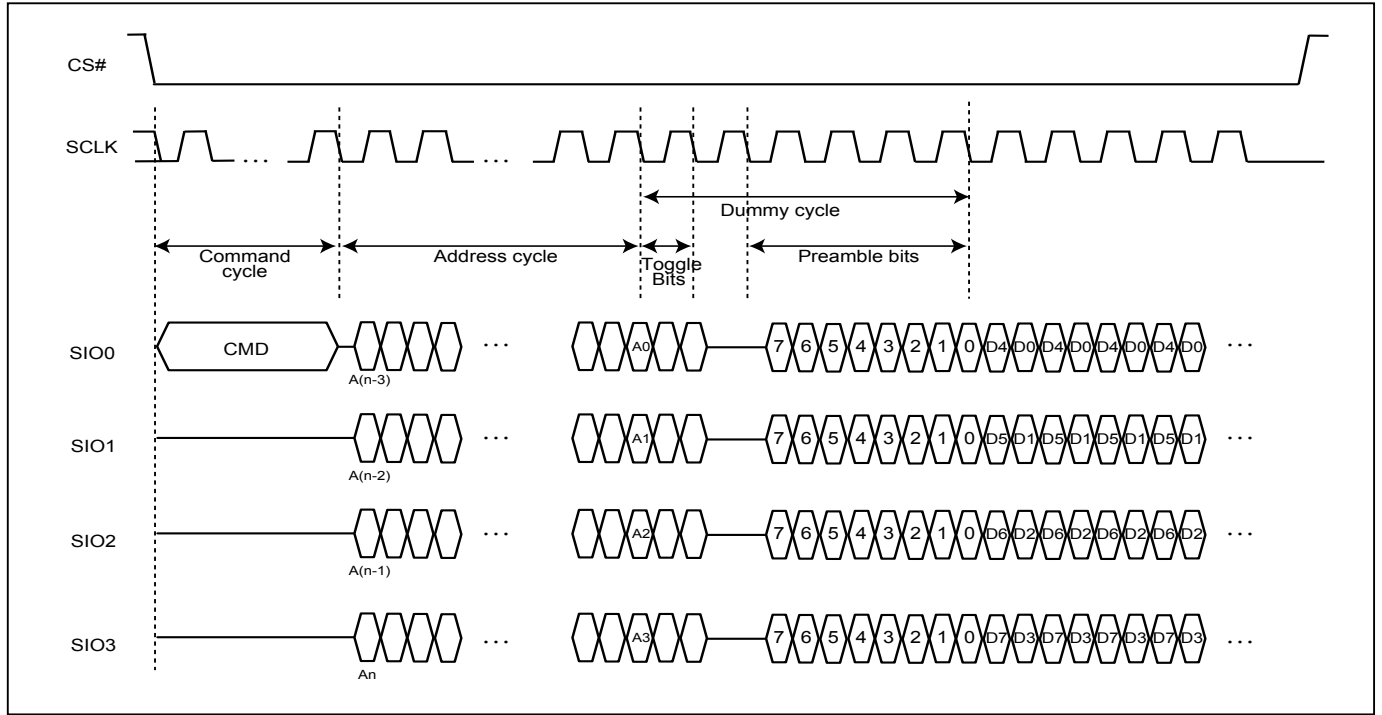 CS#
SCLK
...
...
Dummy cycle
Command
cycle
Address cycle
Toggle
Bits
Preamble bits
SIO0
CMD
...
A0
7 6 5 4 3 2 1 0 D4 D0 D4 D0 D4 D0 D4 D0
...
A(n-3)
SIO1
...
A1
7 6 5 4 3 2 1 0 D5 D1 D5 D1 D5 D1 D5 D1
...
A(n-2)
SIO2
...
A2
7 6 5 4 3 2 1 0 D6 D2 D6 D2 D6 D2 D6 D2
...
A(n-1)
SIO3
...
A3
7 6 5 4 3 2 1 0 D7 D3 D7 D3 D7 D3 D7 D3
...
An